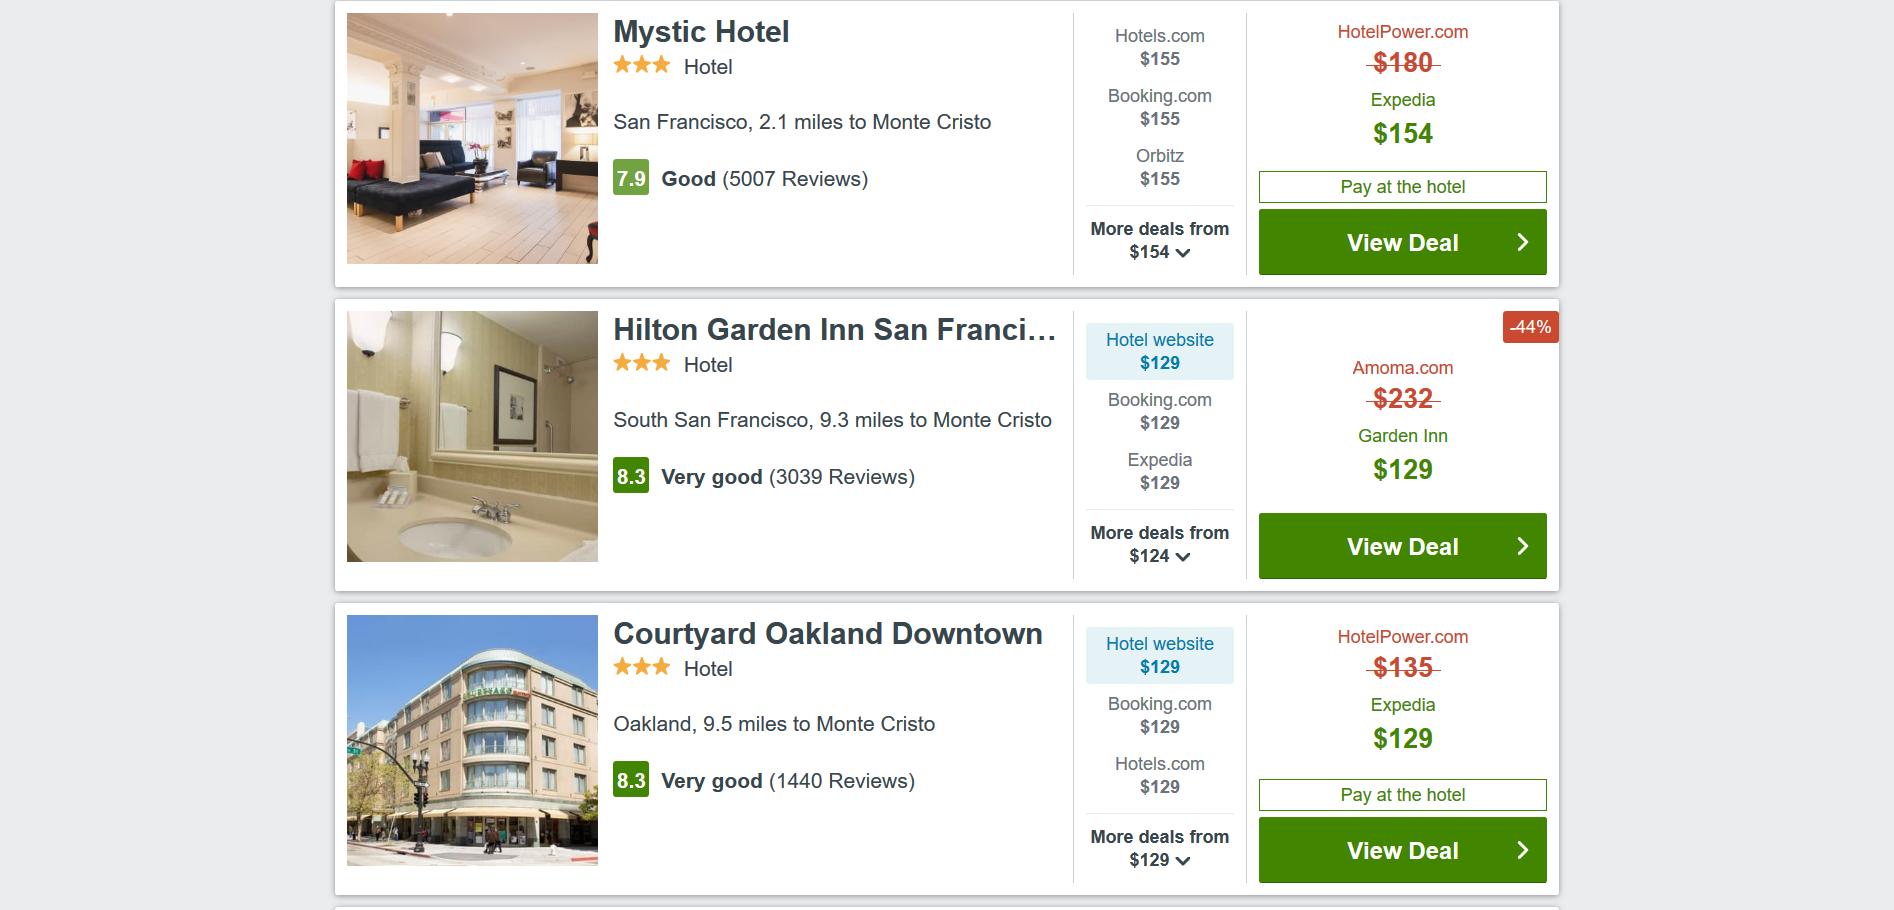 Mystic Hotel
Hotel
San Francisco, 2.1 miles to Monte Cristo
7.9 Good (5007 Reviews)
Hotels.com
$155
Booking.com
$155
Orbitz
$155
More deals from
$154
HotelPower.com
$180
Expedia
$154
Pay at the hotel
View Deal
Hilton Garden Inn San Franci...
Hotel
South San Francisco, 9.3 miles to Monte Cristo
8.3 Very good (3039 Reviews)
Hotel website
$129
Booking.com
$129
Expedia
$129
More deals from
$124
-44%
Amoma.com
$232
Garden Inn
$129
View Deal
Courtyard Oakland Downtown
Hotel
Oakland, 9.5 miles to Monte Cristo
8.3 Very good (1440 Reviews)
Hotel website
$129
Booking.com
$129
Hotels.com
$129
More deals from
$129
HotelPower.com
$135
Expedia
$129
Pay at the hotel
View Deal